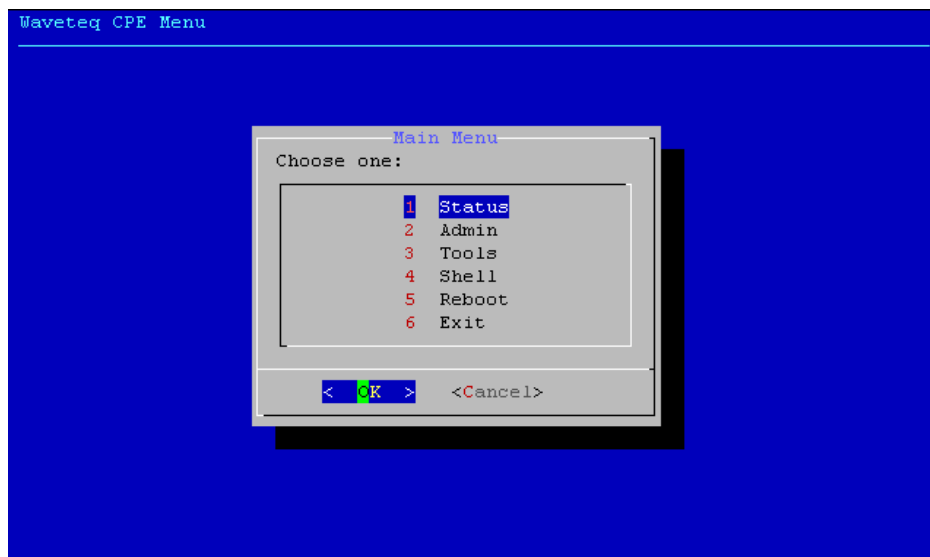 Waveteq CPE Menu
Main Menu
Choose one:
1 Status
2 Admin
3 Tools
4 Shell
5 Reboot
6 Exit
< OK > <Cancel>